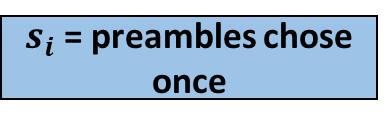 sᵢ = preambles chose
once